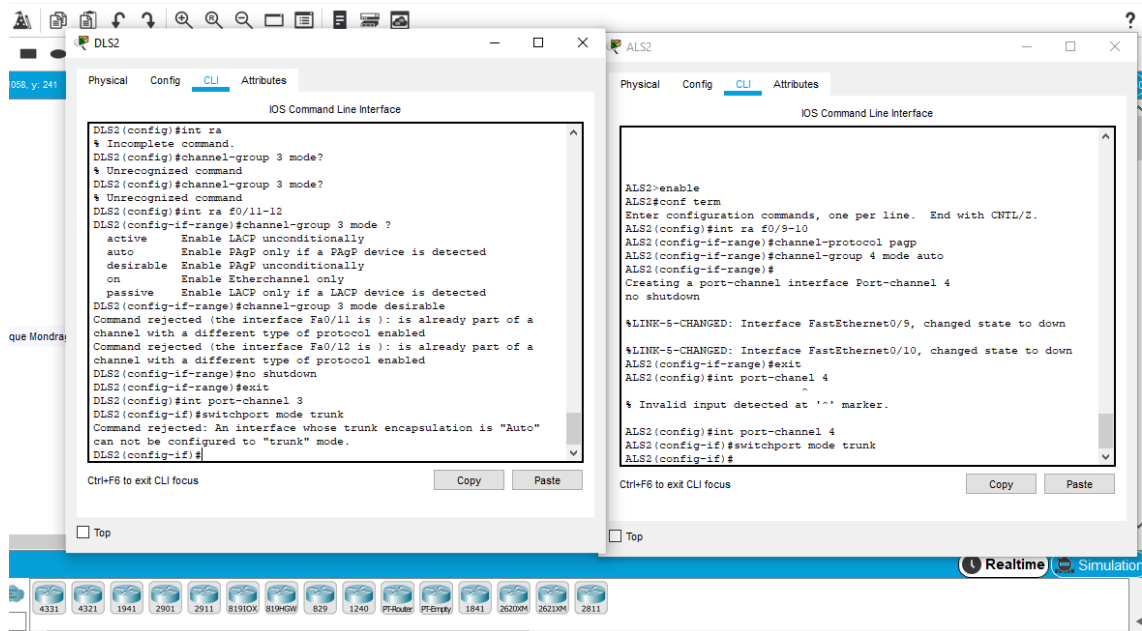 ?
DLS2
Physical Config CLI Attributes
IOS Command Line Interface
DLS2(config)#int ra
% Incomplete command.
DLS2(config)#channel-group 3 mode?
% Unrecognized command
DLS2(config)#channel-group 3 mode?
% Unrecognized command
DLS2(config)#int ra f0/11-12
DLS2(config-if-range)#channel-group 3 mode ?
active Enable LACP unconditionally
auto Enable PAgP only if a PAgP device is detected
desirable Enable PAgP unconditionally
on Enable Etherchannel only
passive Enable LACP only if a LACP device is detected
DLS2(config-if-range)#channel-group 3 mode desirable
Command rejected (the interface Fa0/11 is ): is already part of a
channel with a different type of protocol enabled
Command rejected (the interface Fa0/12 is ): is already part of a
channel with a different type of protocol enabled
DLS2(config-if-range)#no shutdown
DLS2(config-if-range)#exit
DLS2(config)#int port-channel 3
DLS2(config-if)#switchport mode trunk
Command rejected: An interface whose trunk encapsulation is "Auto"
can not be configured to "trunk" mode.
DLS2(config-if)#
Ctrl+F6 to exit CLI focus
Copy Paste
Top
ALS2
Physical Config CLI Attributes
IOS Command Line Interface
ALS2>enable
ALS2#conf term
Enter configuration commands, one per line. End with CNTL/Z.
ALS2(config)#int ra f0/9-10
ALS2(config-if-range)#channel-protocol pagp
ALS2(config-if-range)#channel-group 4 mode auto
ALS2(config-if-range)#
Creating a port-channel interface Port-channel 4
no shutdown
%LINK-5-CHANGED: Interface FastEthernet0/9, changed state to down
%LINK-5-CHANGED: Interface FastEthernet0/10, changed state to down
ALS2(config-if-range)#exit
ALS2(config)#int port-chanel 4
^
% Invalid input detected at '^' marker.
ALS2(config)#int port-channel 4
ALS2(config-if)#switchport mode trunk
ALS2(config-if)#
Ctrl+F6 to exit CLI focus
Copy Paste
Top
058, y: 241
que Mondra
Realtime Simulation
4331 4321 1941 2901 2911 819IOX 819HGW 829 1240 PT-Router PT-Empty 1841 2620XM 2621XM 2811